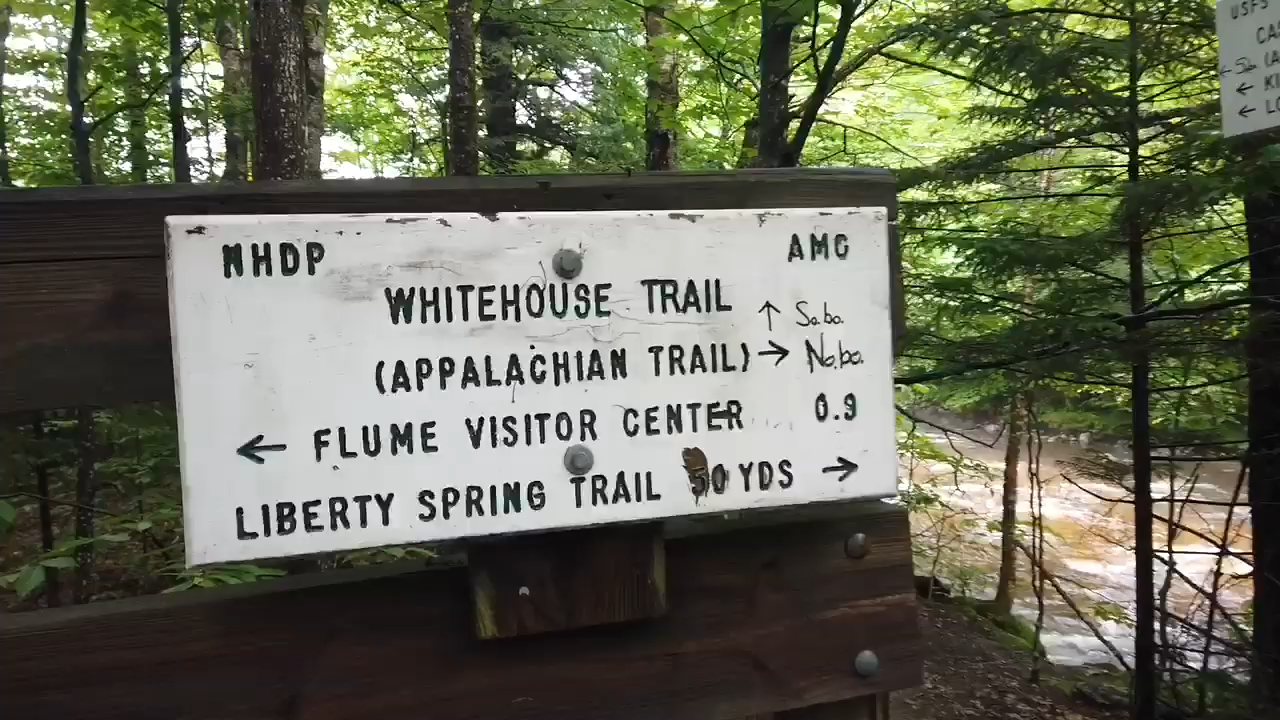 NHDP AMC
WHITEHOUSE TRAIL
↑ So.bo.
(APPALACHIAN TRAIL) → No.bo.
← FLUME VISITOR CENTER 0.9
LIBERTY SPRING TRAIL 50 YDS →
USFS
←
←